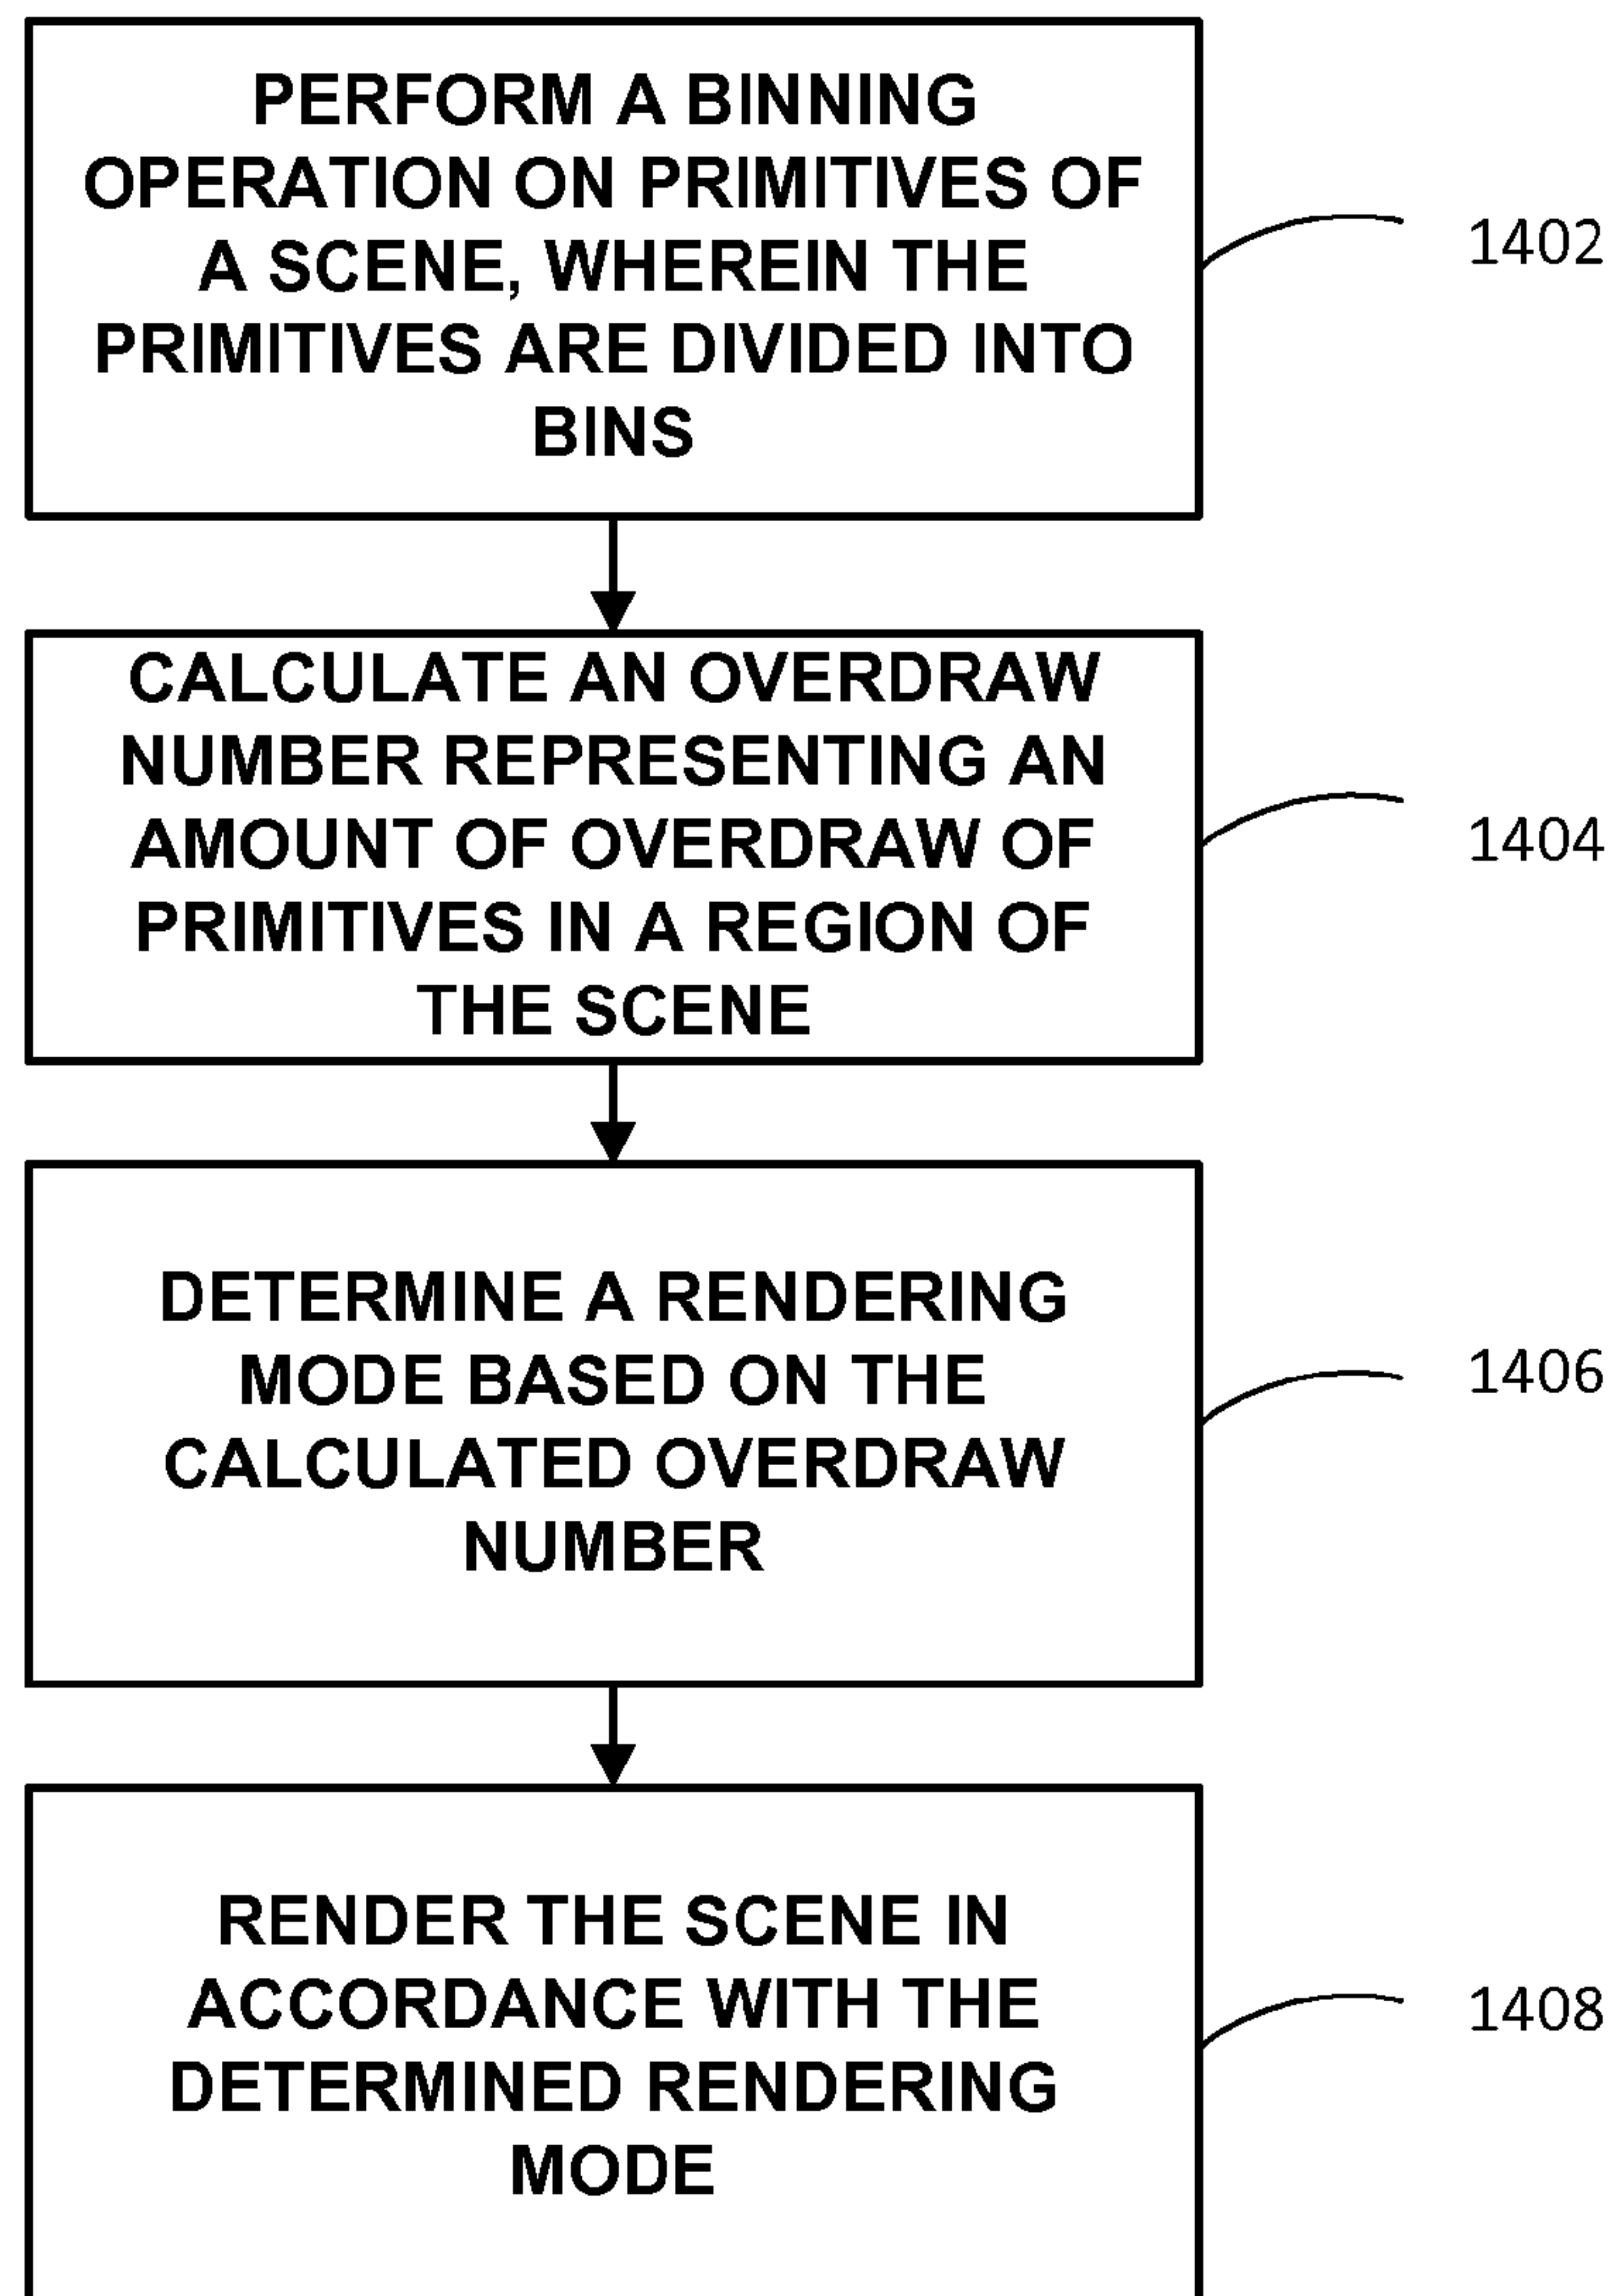 PERFORM A BINNING
OPERATION ON PRIMITIVES OF
A SCENE, WHEREIN THE
PRIMITIVES ARE DIVIDED INTO
BINS
1402
CALCULATE AN OVERDRAW
NUMBER REPRESENTING AN
AMOUNT OF OVERDRAW OF
PRIMITIVES IN A REGION OF
THE SCENE
1404
DETERMINE A RENDERING
MODE BASED ON THE
CALCULATED OVERDRAW
NUMBER
1406
RENDER THE SCENE IN
ACCORDANCE WITH THE
DETERMINED RENDERING
MODE
1408